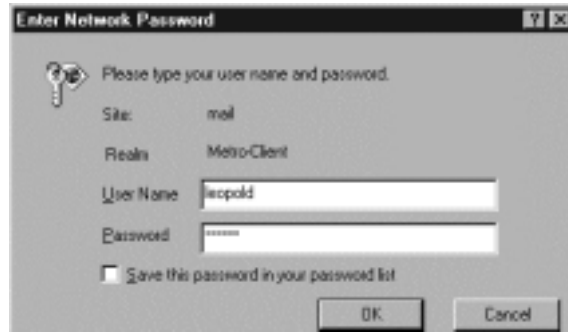 Enter Network Password
Please type your user name and password.
Site: mail
Realm Metro-Client
User Name leopold
Password *******
Save this password in your password list
OK Cancel